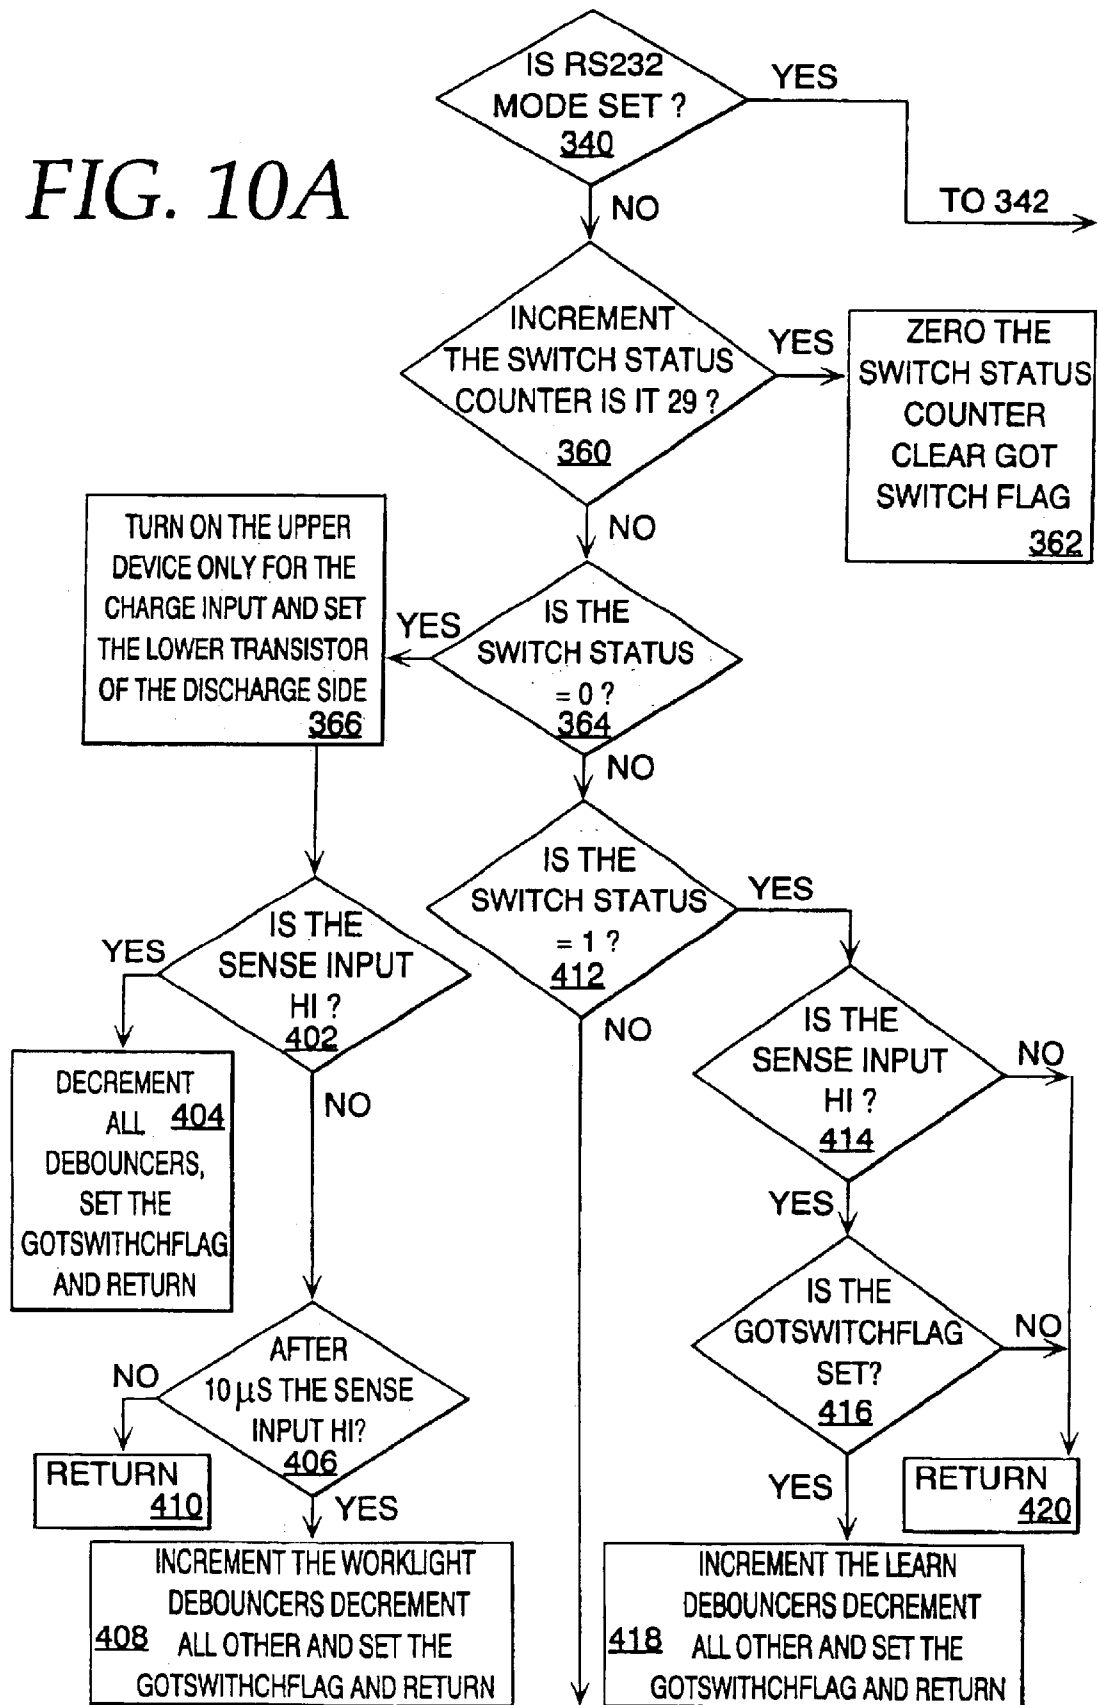 FIG. 10A
IS RS232
MODE SET ?
340
YES
TO 342
NO
INCREMENT
THE SWITCH STATUS
COUNTER IS IT 29 ?
360
YES
ZERO THE
SWITCH STATUS
COUNTER
CLEAR GOT
SWITCH FLAG
362
NO
IS THE
SWITCH STATUS
= 0 ?
364
YES
TURN ON THE UPPER
DEVICE ONLY FOR THE
CHARGE INPUT AND SET
THE LOWER TRANSISTOR
OF THE DISCHARGE SIDE
366
NO
IS THE
SWITCH STATUS
= 1 ?
412
YES
NO
IS THE
SENSE INPUT
HI ?
402
YES
DECREMENT
ALL 404
DEBOUNCERS,
SET THE
GOTSWITHCHFLAG
AND RETURN
NO
AFTER
10 µS THE SENSE
INPUT HI?
406
NO
RETURN
410
YES
INCREMENT THE WORKLIGHT
DEBOUNCERS DECREMENT
408 ALL OTHER AND SET THE
GOTSWITHCHFLAG AND RETURN
IS THE
SENSE INPUT
HI ?
414
NO
YES
IS THE
GOTSWITCHFLAG
SET?
416
NO
RETURN
420
YES
INCREMENT THE LEARN
DEBOUNCERS DECREMENT
418 ALL OTHER AND SET THE
GOTSWITHCHFLAG AND RETURN